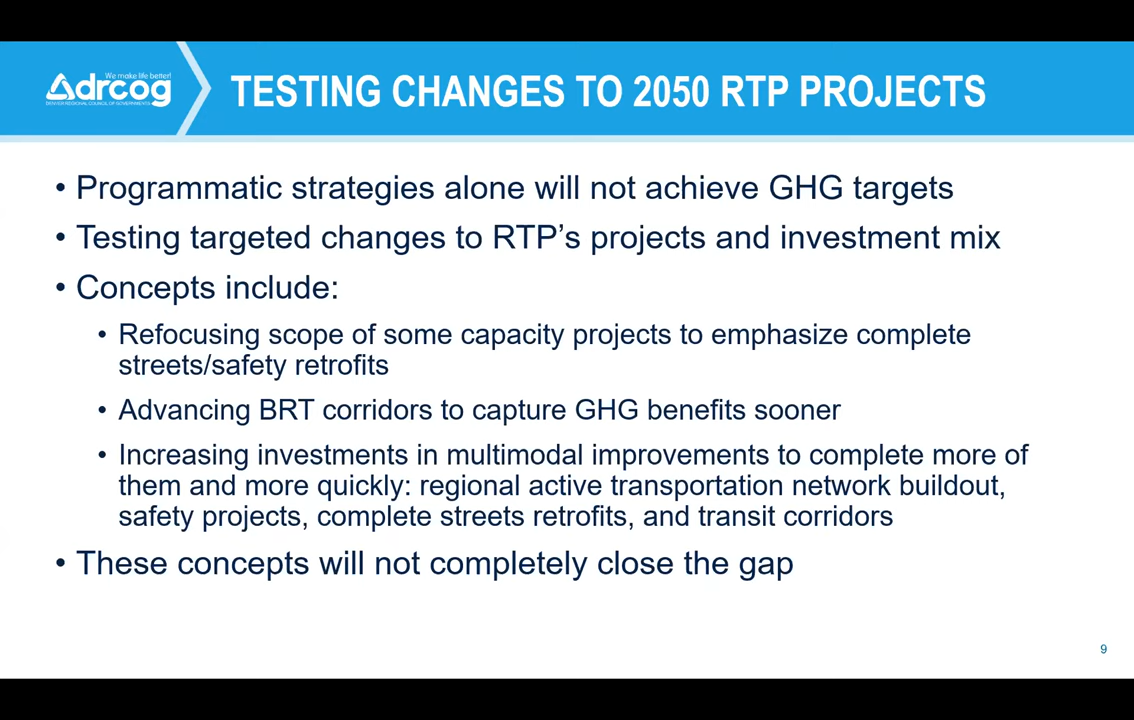 We make life better!
drcog
DENVER REGIONAL COUNCIL OF GOVERNMENTS
TESTING CHANGES TO 2050 RTP PROJECTS
• Programmatic strategies alone will not achieve GHG targets
• Testing targeted changes to RTP’s projects and investment mix
• Concepts include:
• Refocusing scope of some capacity projects to emphasize complete
streets/safety retrofits
• Advancing BRT corridors to capture GHG benefits sooner
• Increasing investments in multimodal improvements to complete more of
them and more quickly: regional active transportation network buildout,
safety projects, complete streets retrofits, and transit corridors
• These concepts will not completely close the gap
9